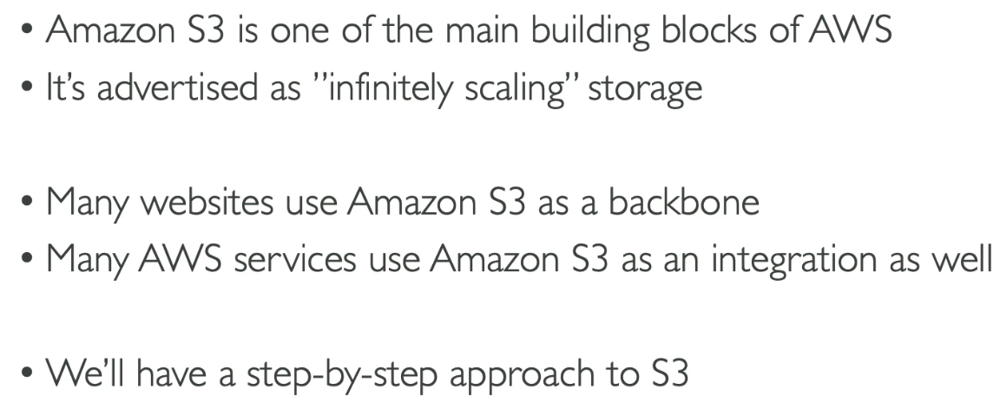 • Amazon S3 is one of the main building blocks of AWS
• It’s advertised as ”infinitely scaling” storage
• Many websites use Amazon S3 as a backbone
• Many AWS services use Amazon S3 as an integration as well
• We’ll have a step-by-step approach to S3